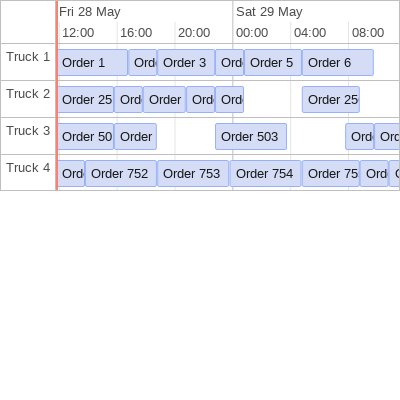 Fri 28 May Sat 29 May
12:00 16:00 20:00 00:00 04:00 08:00
Truck 1 Order 1 Ord Order 3 Ord Order 5 Order 6
Truck 2 Order 25 Ord Order Ord Ord Order 25
Truck 3 Order 50 Order Order 503 Ord Ord
Truck 4 Ord Order 752 Order 753 Order 754 Order 75 Ord